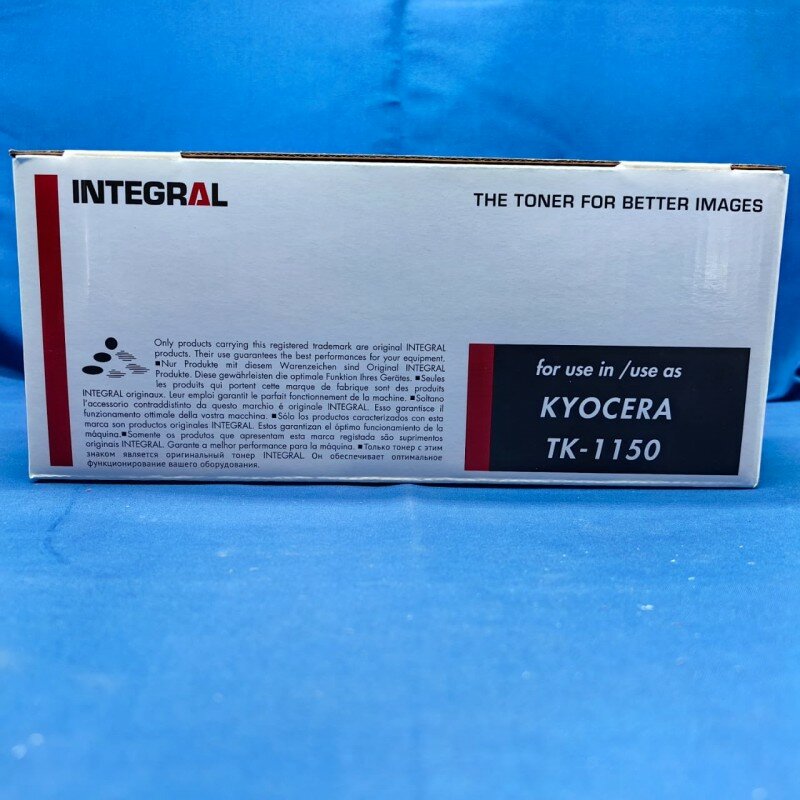 INTEGRAL
THE TONER FOR BETTER IMAGES
Only products carrying this registered trademark are original INTEGRAL
products. Their use guarantees the best performances for your equipment.
■Nur Produkte mit diesem Warenzeichen sind Original INTEGRAL
Produkte. Diese gewährleisten die optimale Funktion Ihres Gerätes. ■Seules
les produits qui portent cette marque de fabrique sont des produits
INTEGRAL originaux. Leur emploi garantit le parfait fonctionnement de la machine. ■Soltano
l'accessorio contraddistinto da questo marchio é originale INTEGRAL. Esso garantisce il
funzionamento ottimale della vostra macchina. ■Sólo los productos caracterizados con esta
marca son productos originales INTEGRAL. Estos garantizan el óptimo funcionamiento de la
máquina.■Somente os produtos que apresentam esta marca registada são suprimentos
originais INTEGRAL. Garante a melhor performance para la máquina. ■Только тонер с этим
знаком является оригинальный тонер INTEGRAL. Он обеспечивает оптимальное
функционирование вашего оборудования.
for use in /use as
KYOCERA
TK-1150